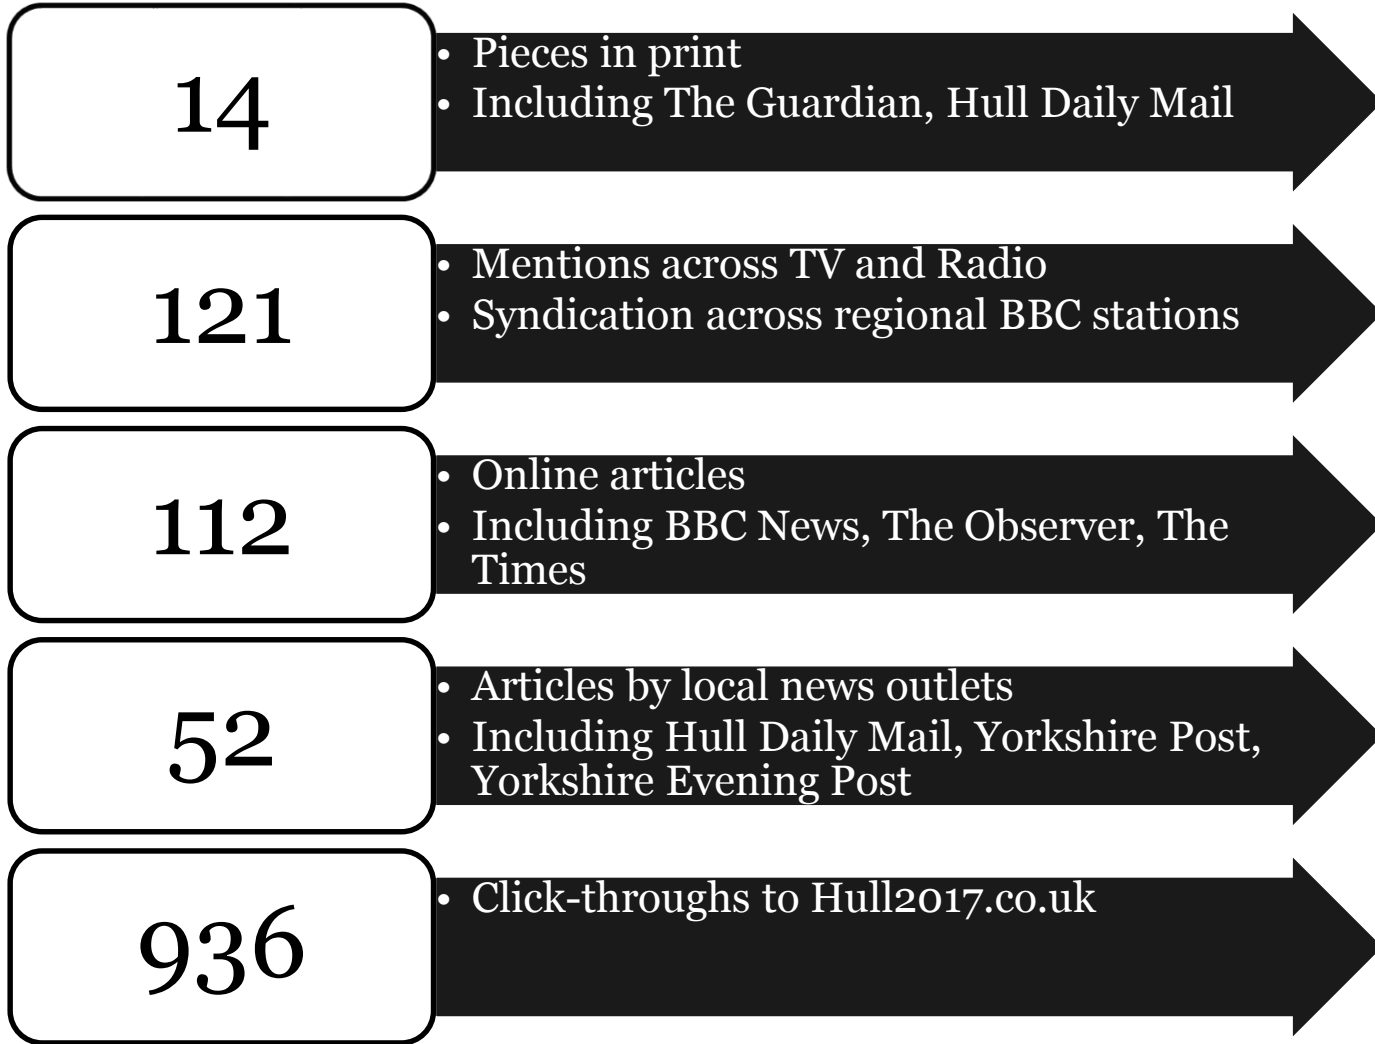 14
• Pieces in print
• Including The Guardian, Hull Daily Mail
121
• Mentions across TV and Radio
• Syndication across regional BBC stations
112
• Online articles
• Including BBC News, The Observer, The
Times
52
• Articles by local news outlets
• Including Hull Daily Mail, Yorkshire Post,
Yorkshire Evening Post
936
• Click-throughs to Hull2017.co.uk